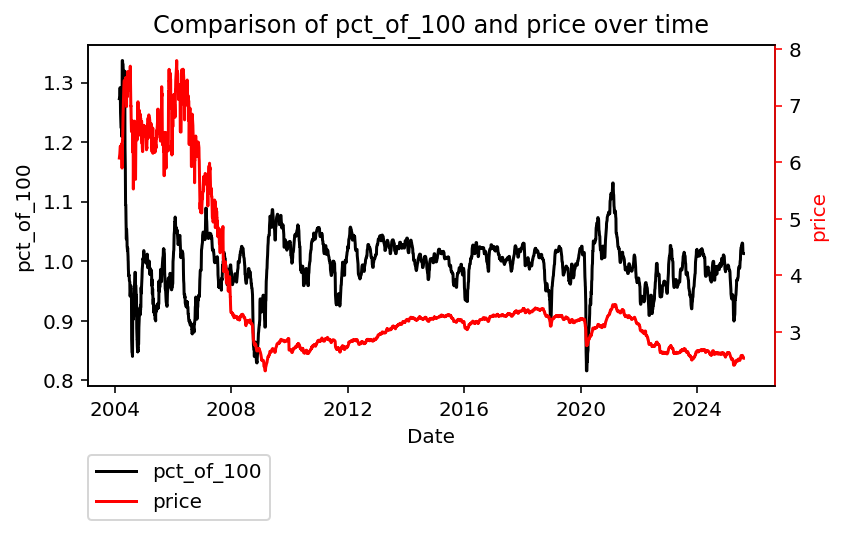 Comparison of pct_of_100 and price over time
pct_of_100
1.3
1.2
1.1
1.0
0.9
0.8
8
7
6
5
4
3
price
2004 2008 2012 2016 2020 2024
Date
pct_of_100
price